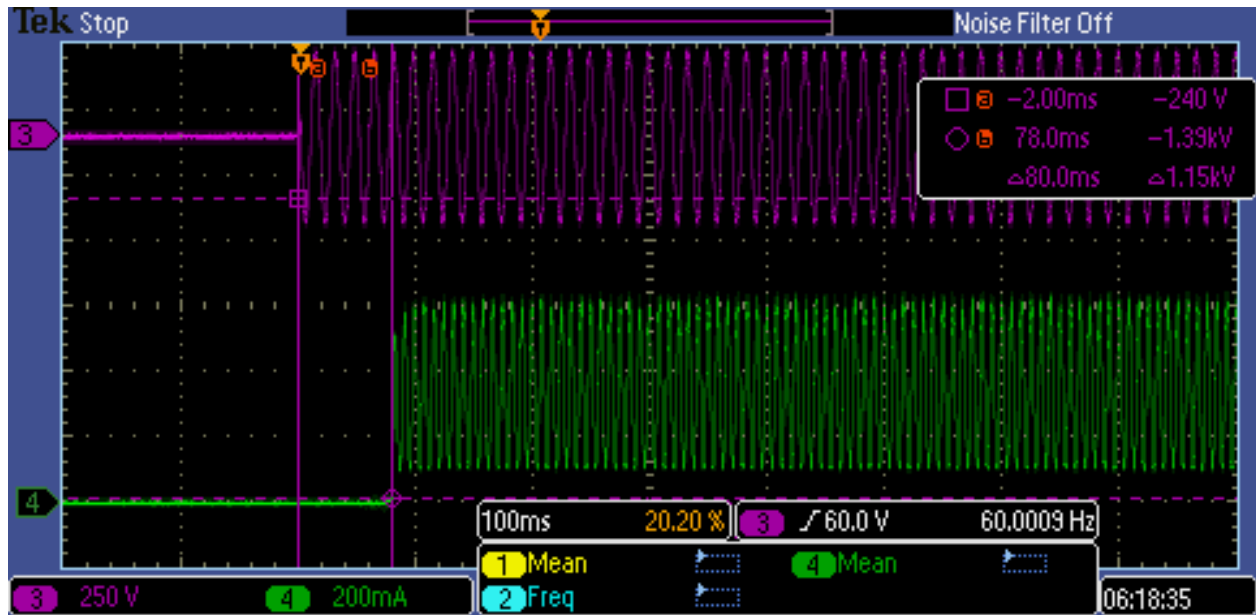 Tek Stop Noise Filter Off
T
T a b
a −2.00ms −240 V
b 78.0ms −1.39kV
△80.0ms △1.15kV
3
4
100ms 20.20 % 3 60.0 V 60.0009 Hz
1 Mean 4 Mean
3 250 V 4 200mA 2 Freq 06:18:35